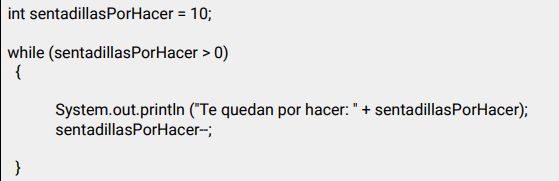 int sentadillasPorHacer = 10;
while (sentadillasPorHacer > 0)
{
System.out.println ("Te quedan por hacer: " + sentadillasPorHacer);
sentadillasPorHacer--;
}